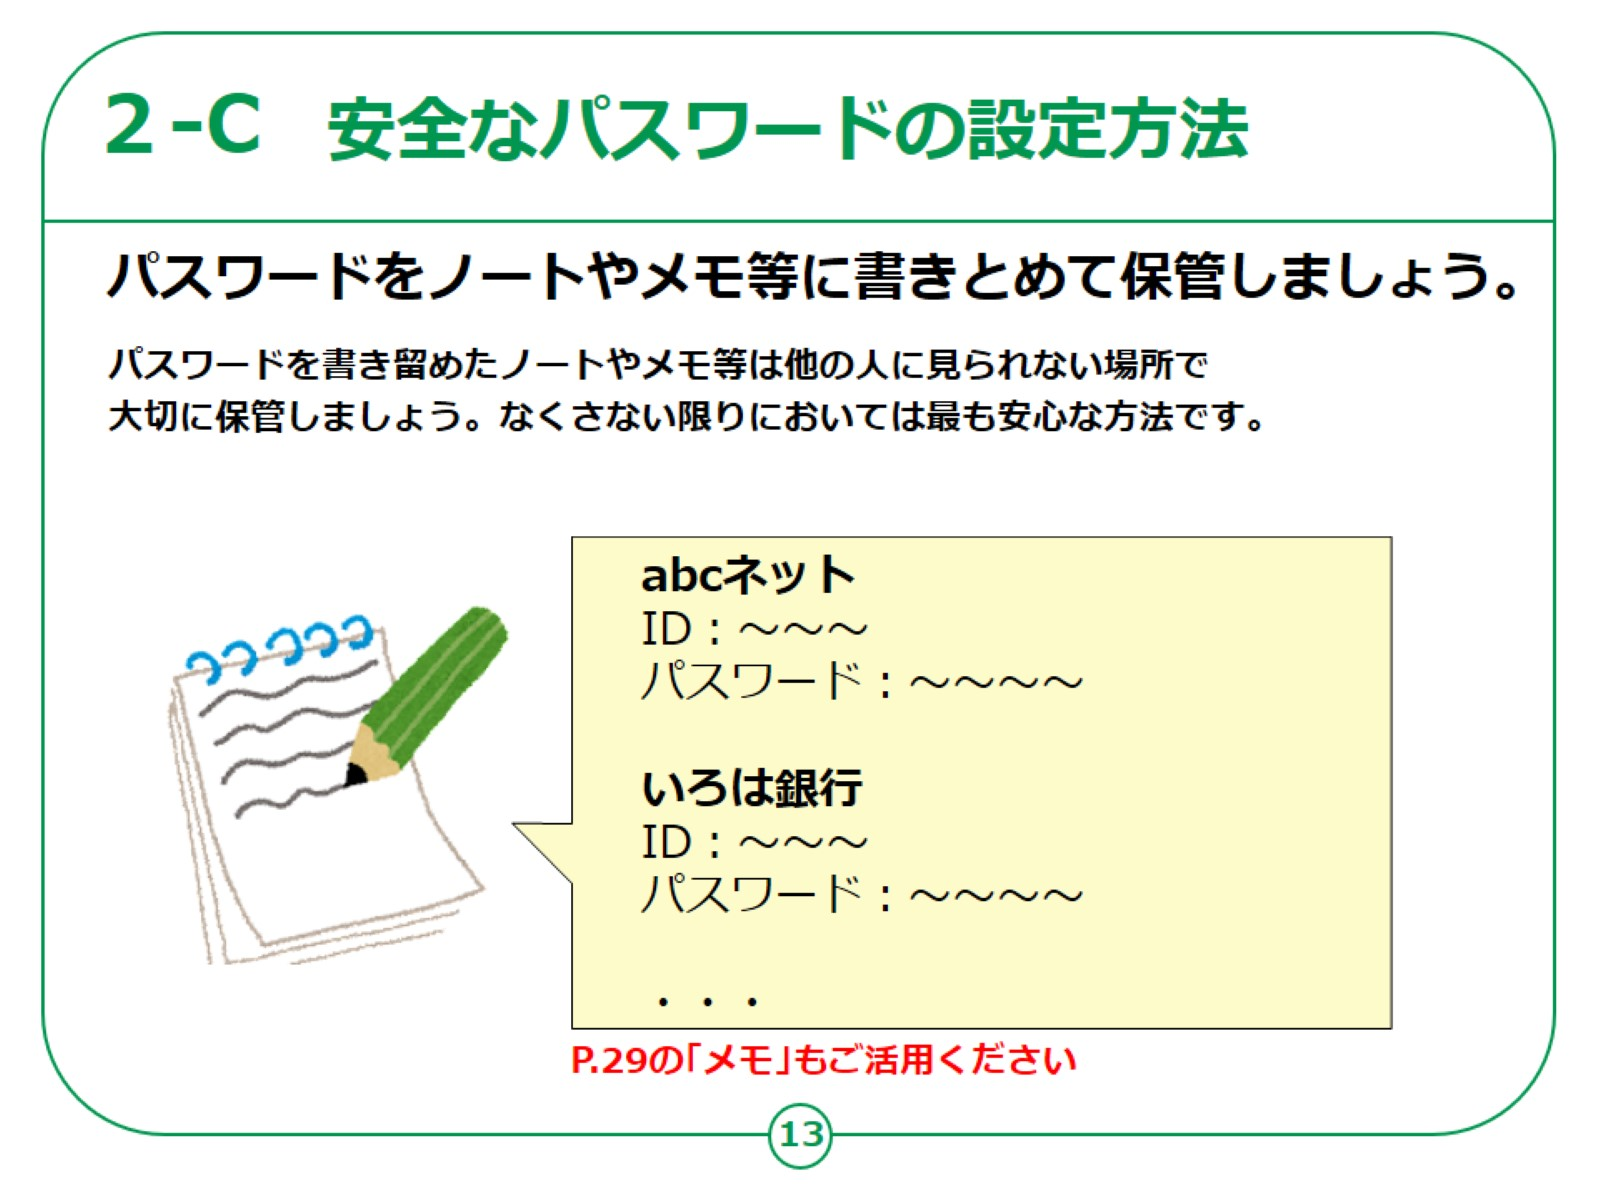 ２-C　安全なパスワードの設定方法
パスワードをノートやメモ等に書きとめて保管しましょう。
パスワードを書き留めたノートやメモ等は他の人に見られない場所で
大切に保管しましょう。なくさない限りにおいては最も安心な方法です。
abcネット
ID：～～～
パスワード：～～～～
いろは銀行
ID：～～～
パスワード：～～～～
・・・
P.29の「メモ」もご活用ください
13